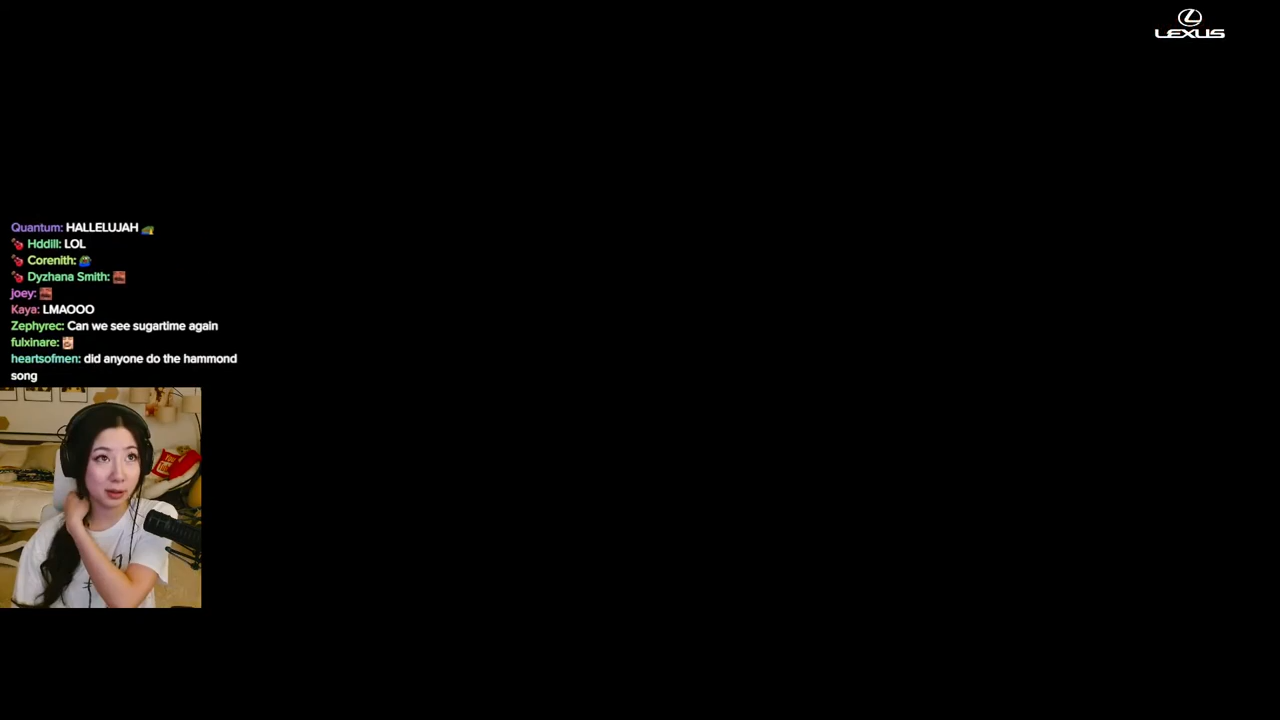 LEXUS
Quantum: HALLELUJAH
Hddill: LOL
Corenith:
Dyzhana Smith:
joey:
Kaya: LMAOOO
Zephyrec: Can we see sugartime again
fulxinare:
heartsofmen: did anyone do the hammond
song